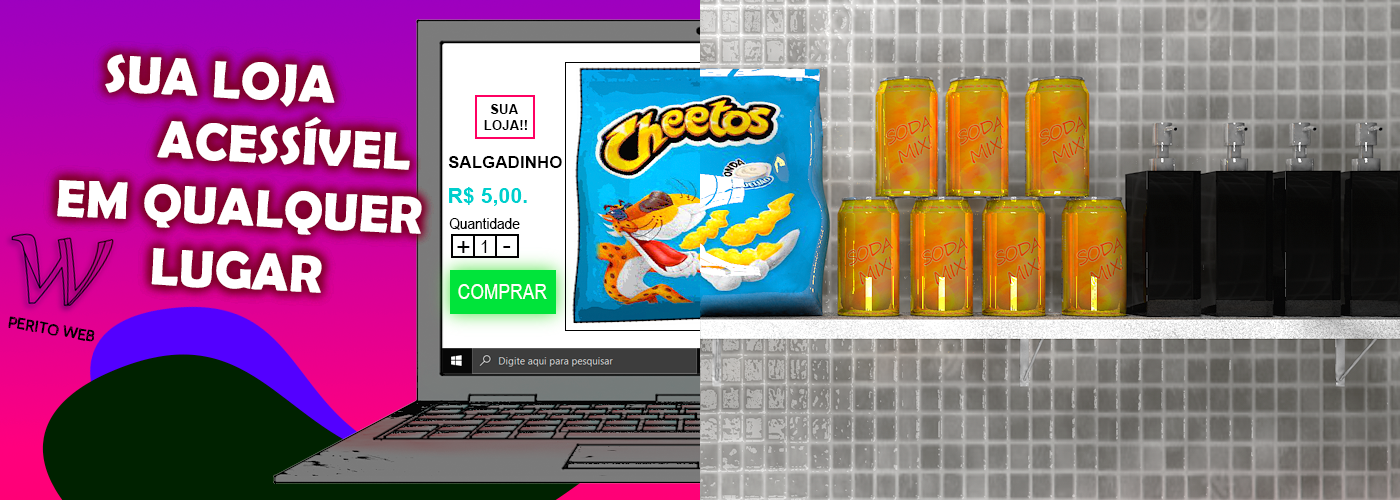 SUA LOJA
ACESSÍVEL
EM QUALQUER
LUGAR
W
PERITO WEB
SUA
LOJA!!
SALGADINHO
R$ 5,00.
Quantidade
+ 1 -
COMPRAR
Digite aqui para pesquisar
Cheetos
ONDA
SODA
MIX!
SODA
MIX!
SODA
MIX!
SODA
MIX!
SODA
MIX!
SODA
MIX!
SODA
MIX!